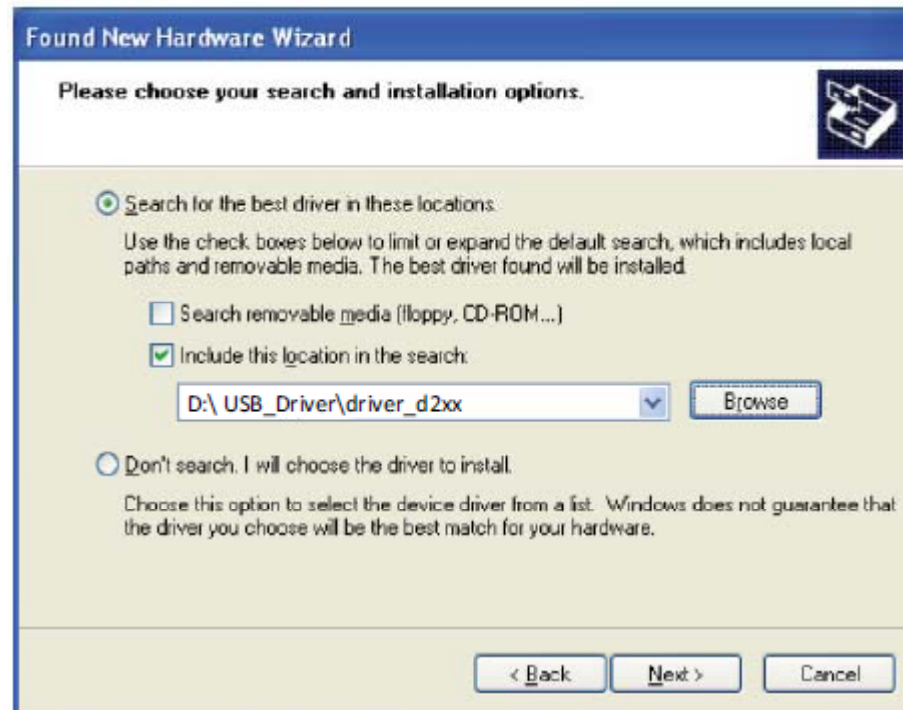 Found New Hardware Wizard
Please choose your search and installation options.
Search for the best driver in these locations.
Use the check boxes below to limit or expand the default search, which includes local
paths and removable media. The best driver found will be installed.
Search removable media (floppy, CD-ROM...)
Include this location in the search:
D:\ USB_Driver\driver_d2xx
Browse
Don't search. I will choose the driver to install.
Choose this option to select the device driver from a list. Windows does not guarantee that
the driver you choose will be the best match for your hardware.
< Back Next > Cancel